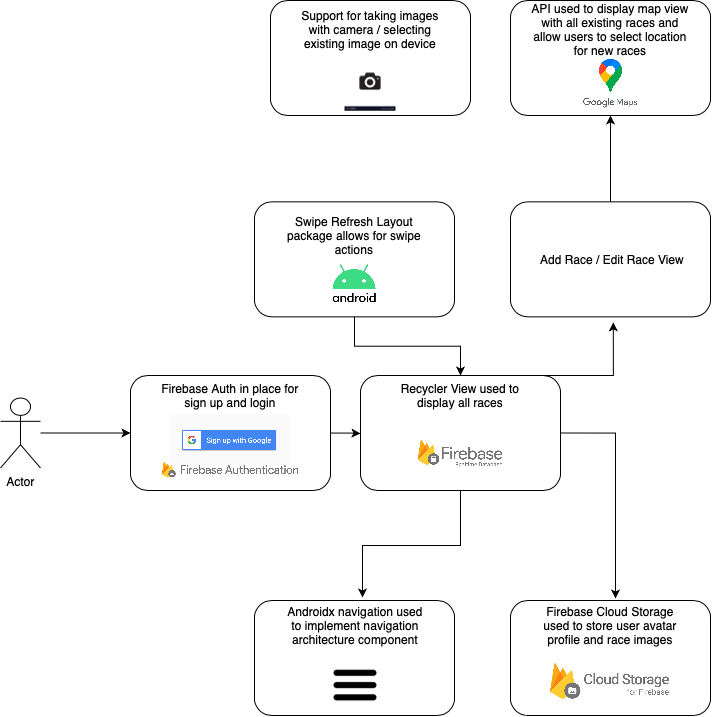 Support for taking images
with camera / selecting
existing image on device
API used to display map view
with all existing races and
allow users to select location
for new races
Google Maps
Swipe Refresh Layout
package allows for swipe
actions
android
Add Race / Edit Race View
Firebase Auth in place for
sign up and login
G Sign up with Google
Firebase Authentication
Recycler View used to
display all races
Firebase
Realtime Database
Actor
Androidx navigation used
to implement navigation
architecture component
Firebase Cloud Storage
used to store user avatar
profile and race images
Cloud Storage
for Firebase